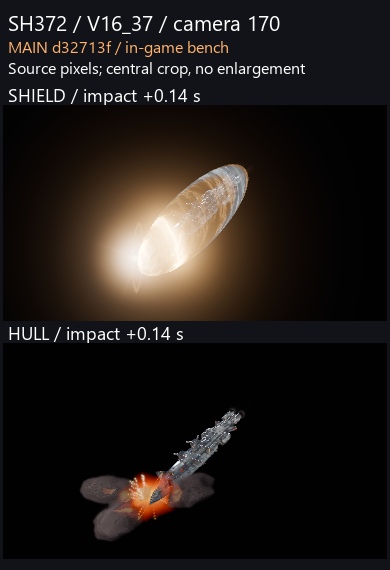 SH372 / V16_37 / camera 170
MAIN d32713f / in-game bench
Source pixels; central crop, no enlargement
SHIELD / impact +0.14 s
HULL / impact +0.14 s